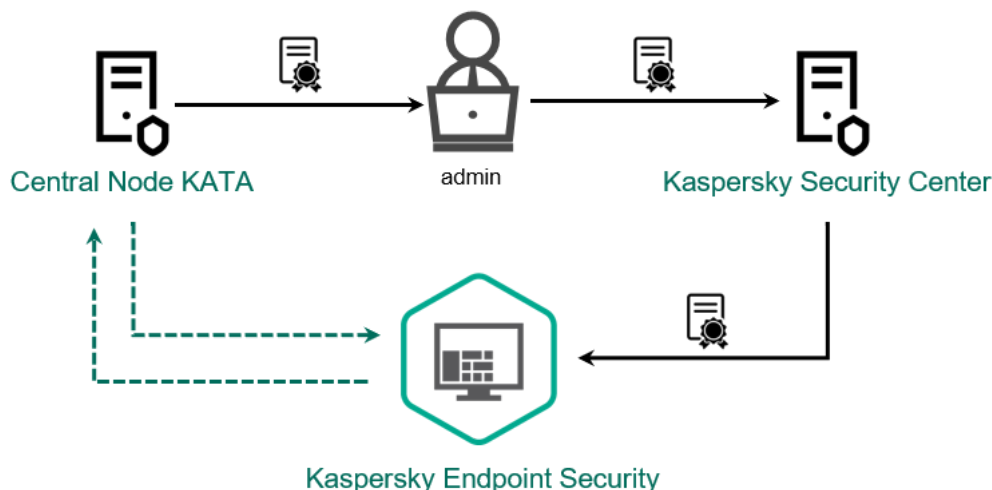 Central Node KATA
admin
Kaspersky Security Center
Kaspersky Endpoint Security